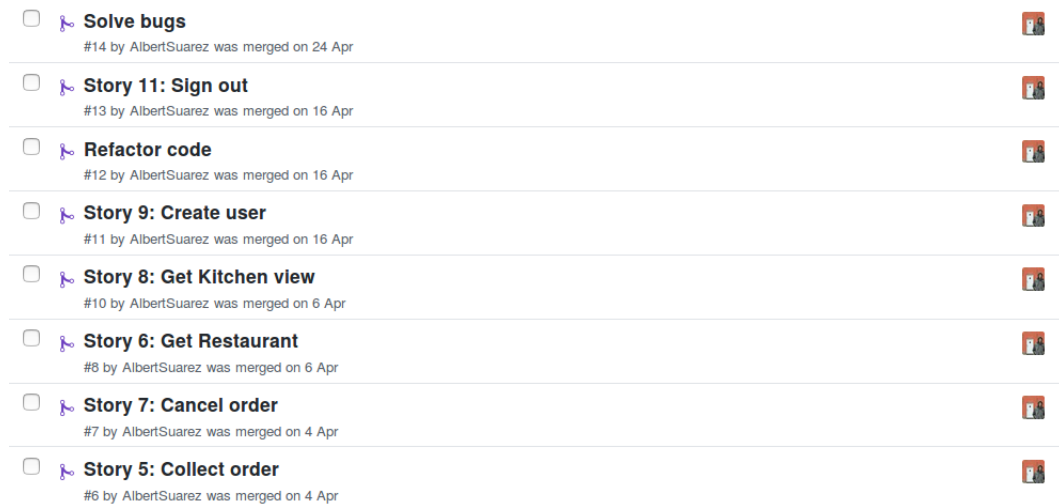 Solve bugs
#14 by AlbertSuarez was merged on 24 Apr
Story 11: Sign out
#13 by AlbertSuarez was merged on 16 Apr
Refactor code
#12 by AlbertSuarez was merged on 16 Apr
Story 9: Create user
#11 by AlbertSuarez was merged on 16 Apr
Story 8: Get Kitchen view
#10 by AlbertSuarez was merged on 6 Apr
Story 6: Get Restaurant
#8 by AlbertSuarez was merged on 6 Apr
Story 7: Cancel order
#7 by AlbertSuarez was merged on 4 Apr
Story 5: Collect order
#6 by AlbertSuarez was merged on 4 Apr